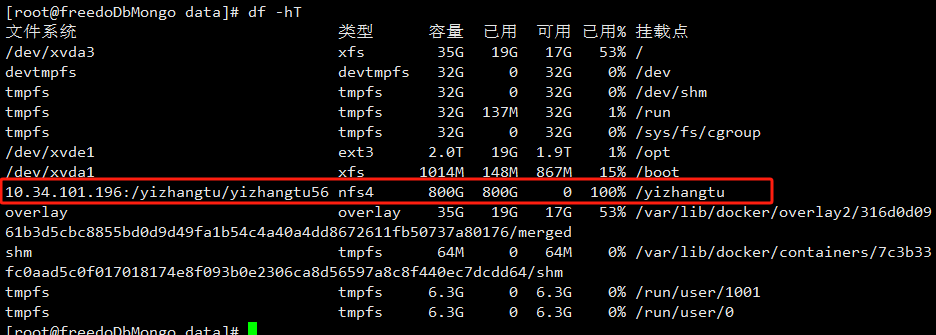 [root@freedoDbMongo data]# df -hT
文件系统 类型 容量 已用 可用 已用% 挂载点
/dev/xvda3 xfs 35G 19G 17G 53% /
devtmpfs devtmpfs 32G 0 32G 0% /dev
tmpfs tmpfs 32G 0 32G 0% /dev/shm
tmpfs tmpfs 32G 137M 32G 1% /run
tmpfs tmpfs 32G 0 32G 0% /sys/fs/cgroup
/dev/xvde1 ext3 2.0T 19G 1.9T 1% /opt
/dev/xvda1 xfs 1014M 148M 867M 15% /boot
10.34.101.196:/yizhangtu/yizhangtu56 nfs4 800G 800G 0 100% /yizhangtu
overlay overlay 35G 19G 17G 53% /var/lib/docker/overlay2/316d0d09
61b3d5cbc8855bd0d9d49fa1b54c4a40a4dd8672611fb50737a80176/merged
shm tmpfs 64M 0 64M 0% /var/lib/docker/containers/7c3b33
fc0aad5c0f017018174e8f093b0e2306ca8d56597a8c8f440ec7dcdd64/shm
tmpfs tmpfs 6.3G 0 6.3G 0% /run/user/1001
tmpfs tmpfs 6.3G 0 6.3G 0% /run/user/0
[root@freedoDbMongo data]#